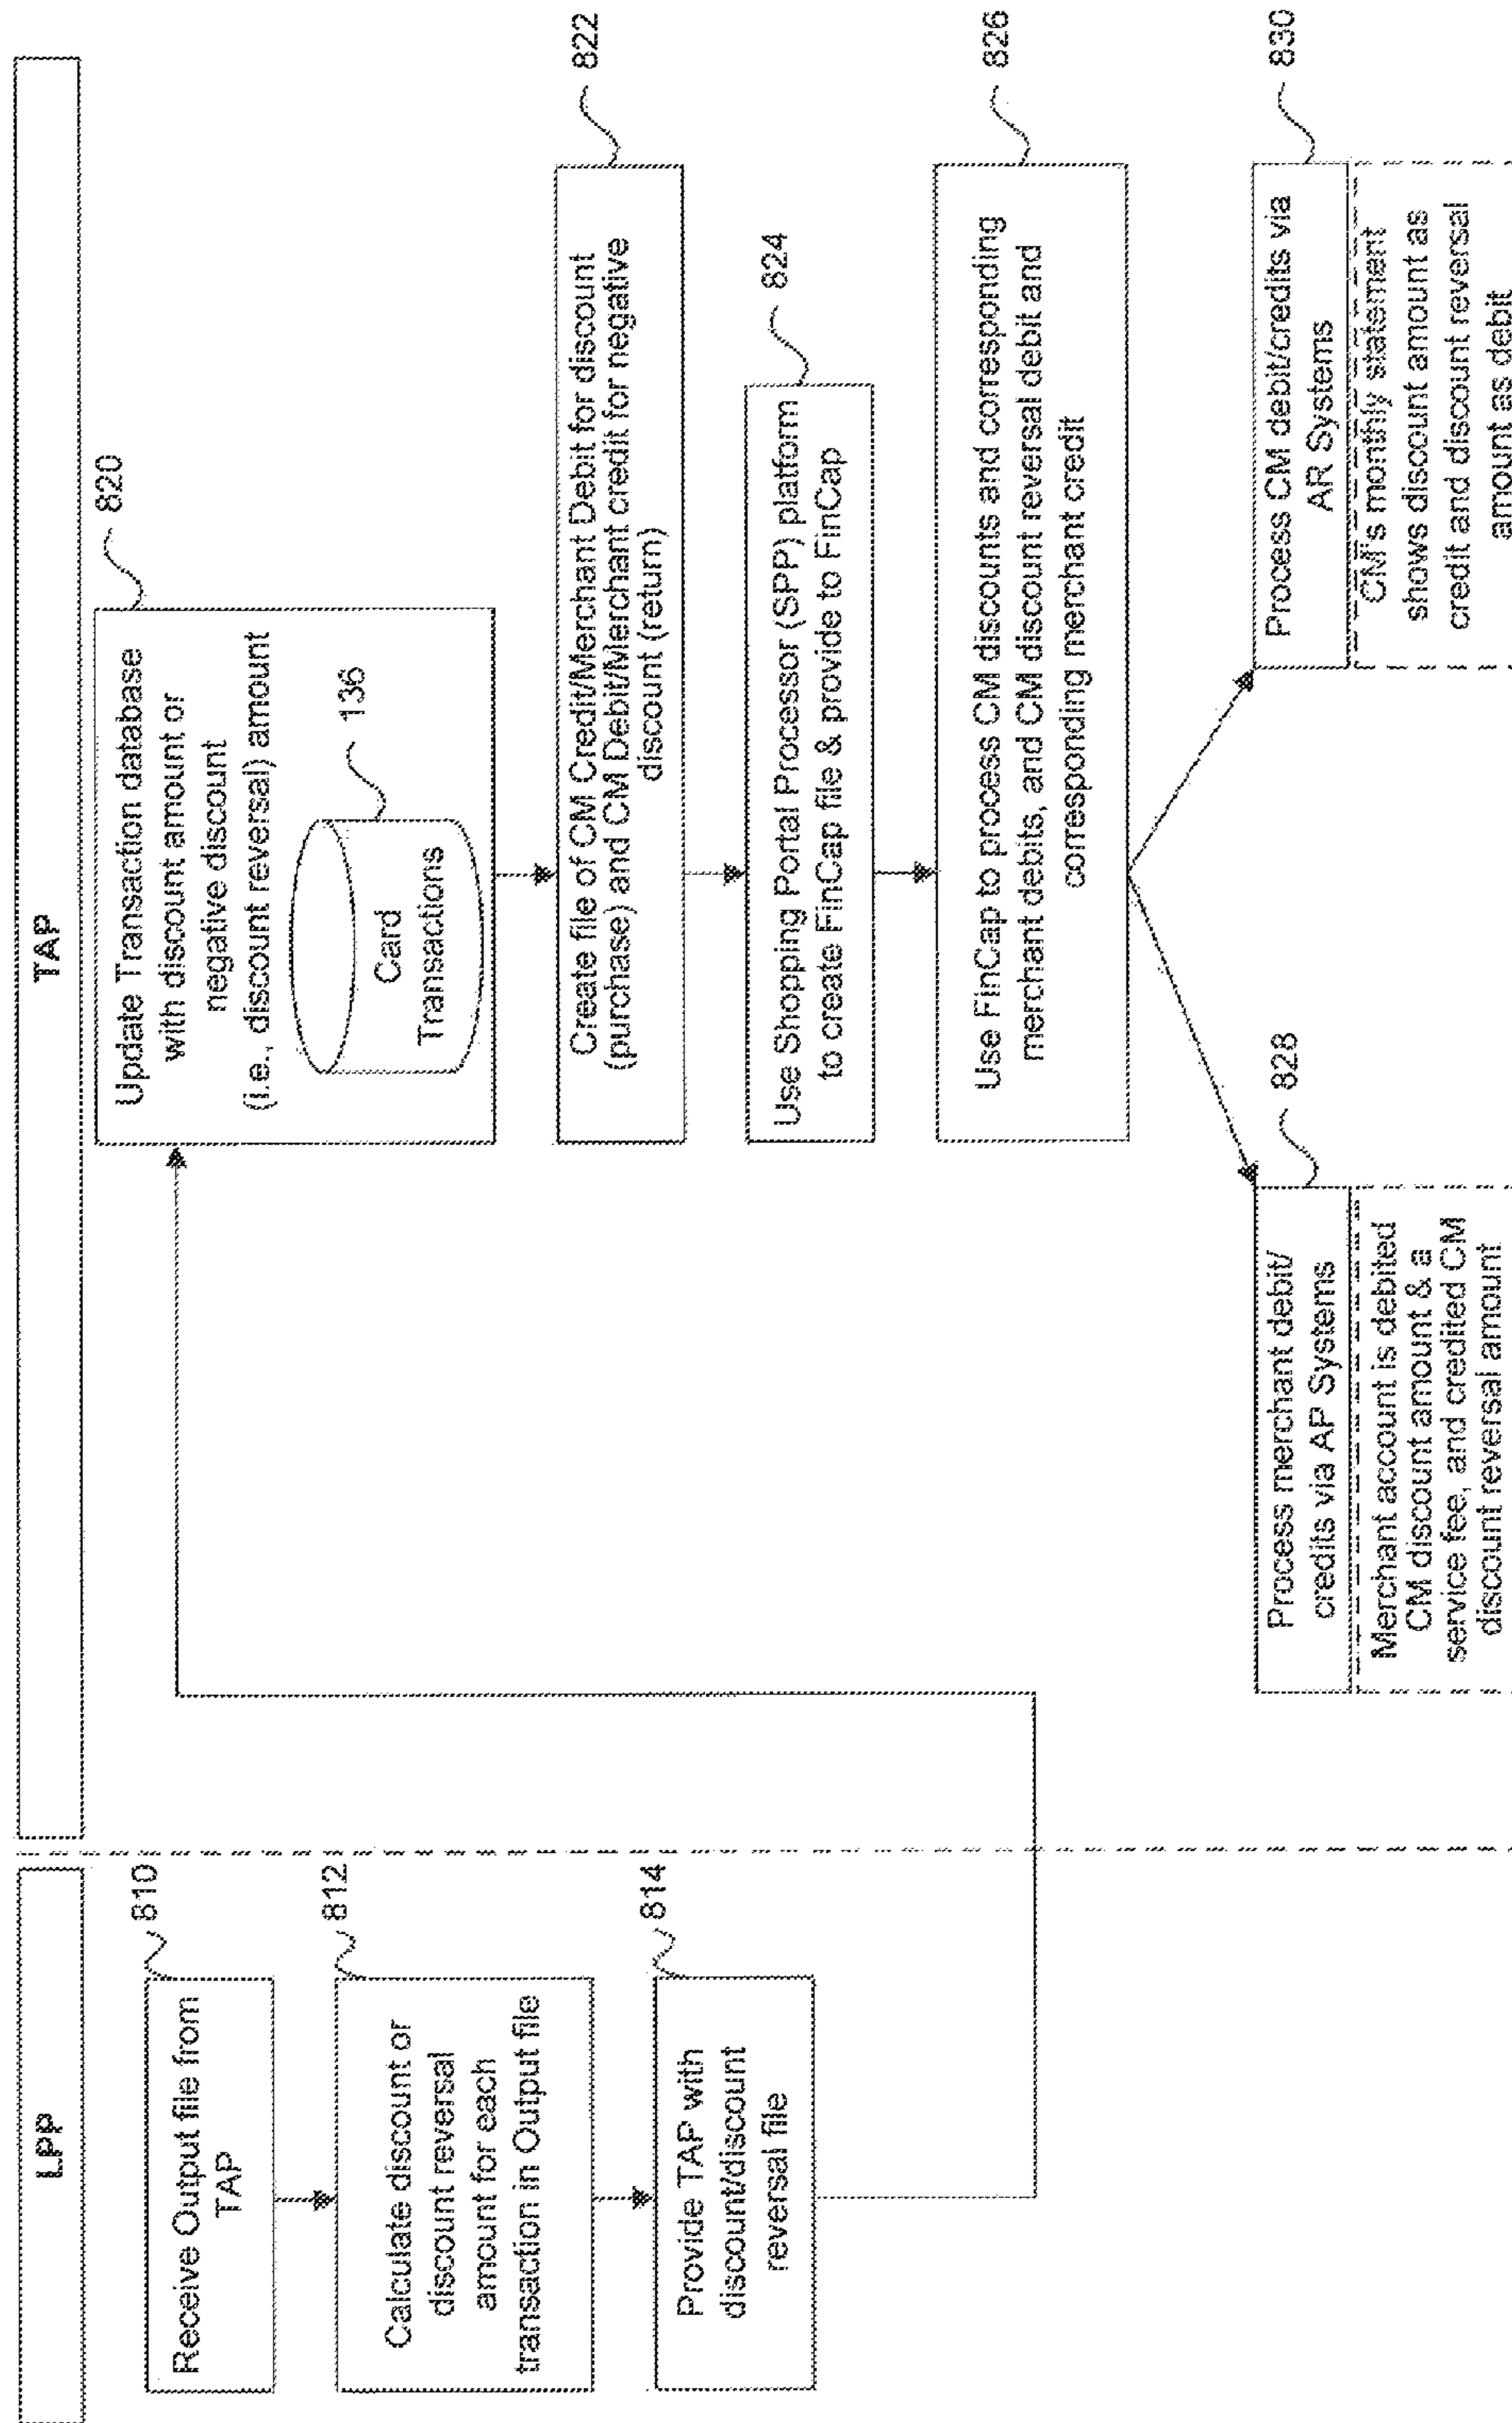 LPP
810
Receive Output file from
TAP
812
Calculate discount or
discount reversal
amount for each
transaction in Output file
814
Provide TAP with
discount/discount
reversal file
TAP
820
Update Transaction database
with discount amount or
negative discount
(i.e., discount reversal) amount
136
Card
Transactions
822
Create file of CM Credit/Merchant Debit for discount
(purchase) and CM Debit/Merchant credit for negative
discount (return)
824
Use Shopping Portal Processor (SPP) platform
to create FinCap file & provide to FinCap
826
Use FinCap to process CM discounts and corresponding
merchant debits, and CM discount reversal debit and
corresponding merchant credit
828
Process merchant debit/
credits via AP Systems
Merchant account is debited
CM discount amount & a
service fee, and credited CM
discount reversal amount
830
Process CM debit/credits via
AR Systems
CM's monthly statement
shows discount amount as
credit and discount reversal
amount as debit